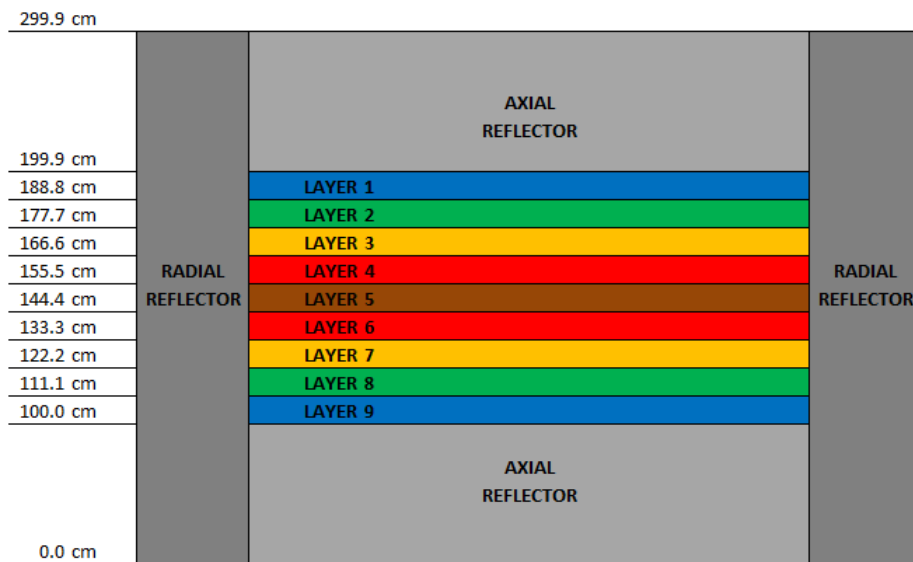 299.9 cm
AXIAL
REFLECTOR
199.9 cm
188.8 cm
LAYER 1
177.7 cm
LAYER 2
166.6 cm
LAYER 3
155.5 cm
RADIAL
LAYER 4
RADIAL
144.4 cm
REFLECTOR
LAYER 5
REFLECTOR
133.3 cm
LAYER 6
122.2 cm
LAYER 7
111.1 cm
LAYER 8
100.0 cm
LAYER 9
AXIAL
REFLECTOR
0.0 cm